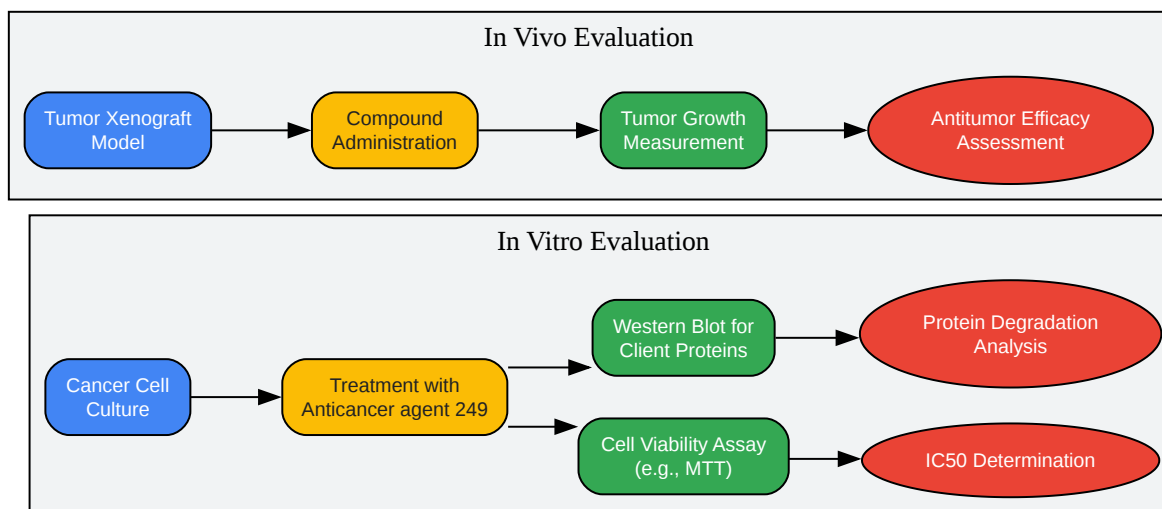 In Vivo Evaluation
Tumor Xenograft
Model
Compound
Administration
Tumor Growth
Measurement
Antitumor Efficacy
Assessment
In Vitro Evaluation
Cancer Cell
Culture
Treatment with
Anticancer agent 249
Western Blot for
Client Proteins
Protein Degradation
Analysis
Cell Viability Assay
(e.g., MTT)
IC50 Determination